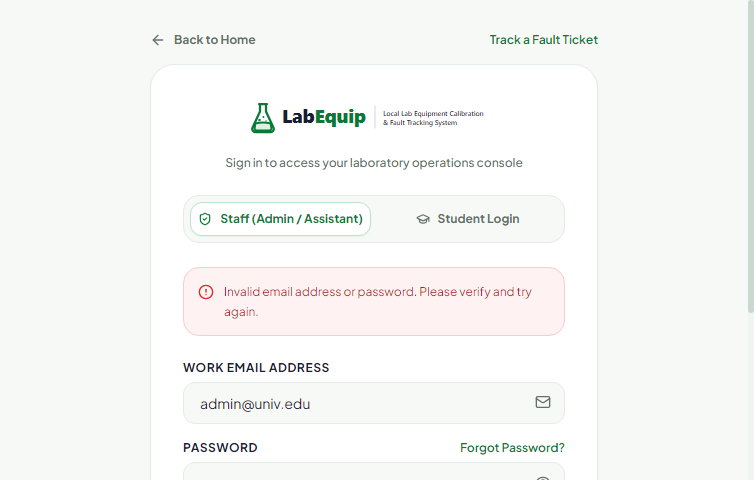 Back to Home
Track a Fault Ticket
LabEquip
Local Lab Equipment Calibration
& Fault Tracking System
Sign in to access your laboratory operations console
Staff (Admin / Assistant)
Student Login
Invalid email address or password. Please verify and try
again.
WORK EMAIL ADDRESS
admin@univ.edu
PASSWORD
Forgot Password?